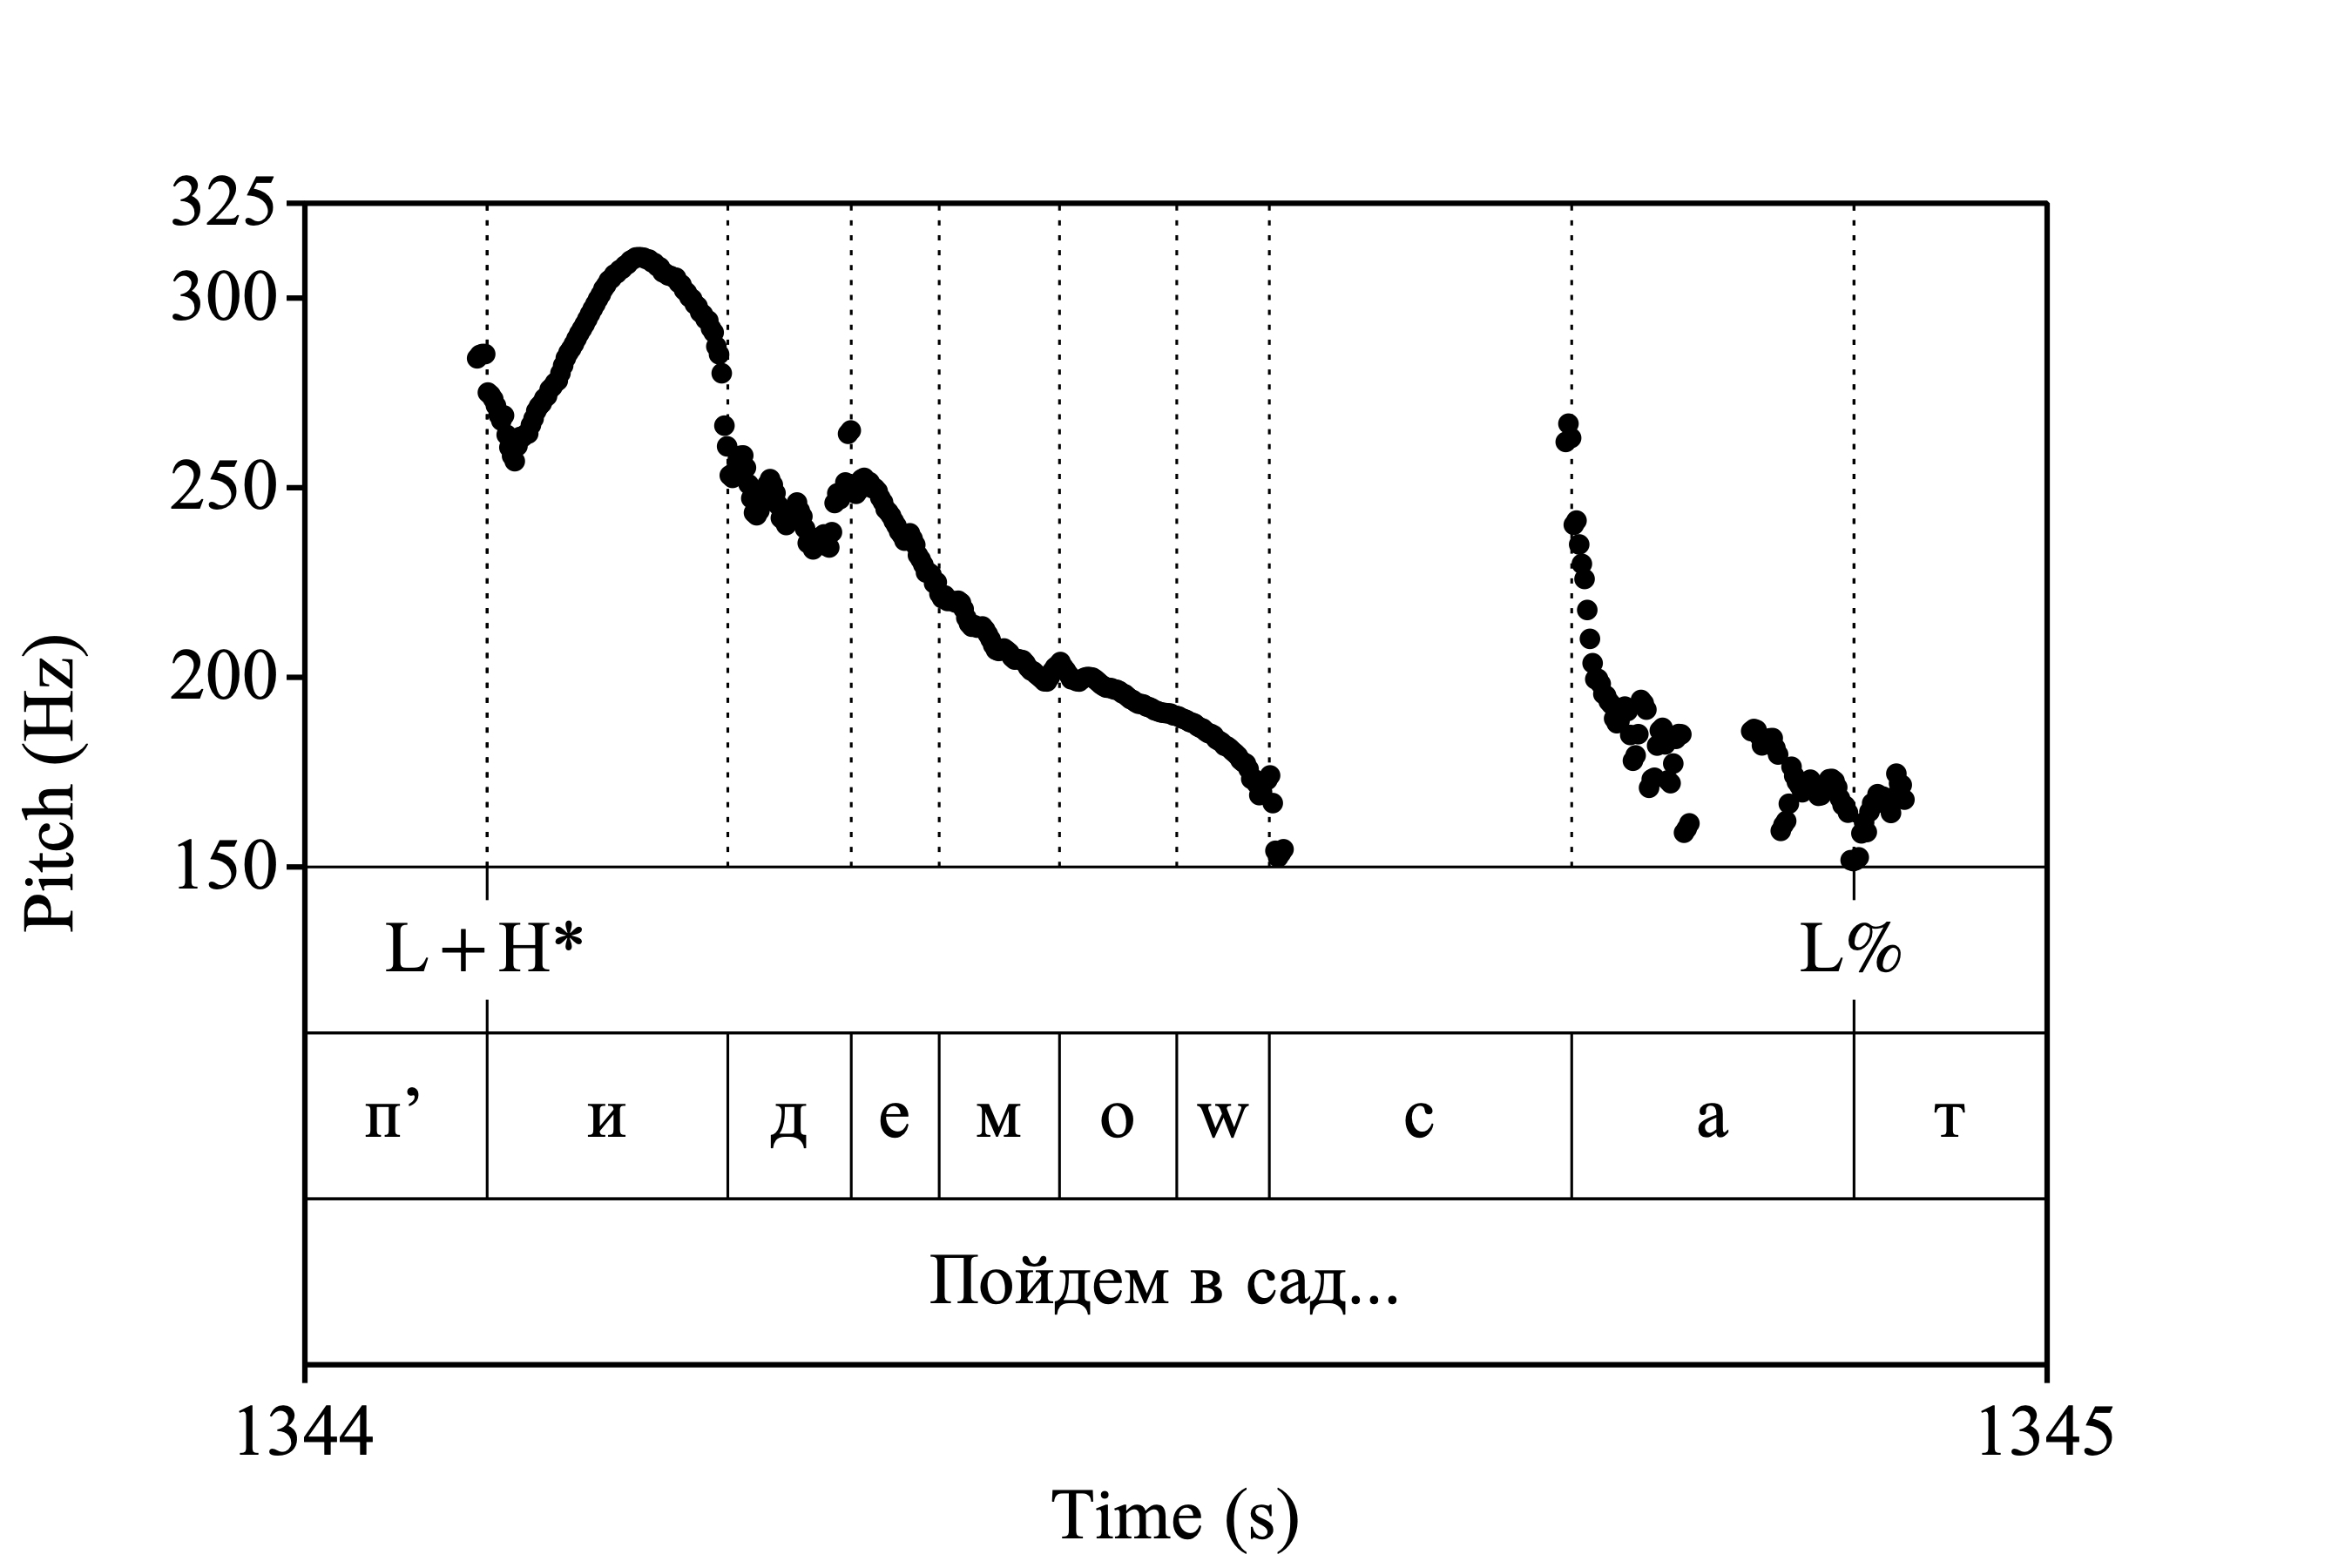 325
300
250
200
150
Pitch (Hz)
L+H* L%
п’ и д е м о w с а т
Пойдем в сад...
1344 1345
Time (s)